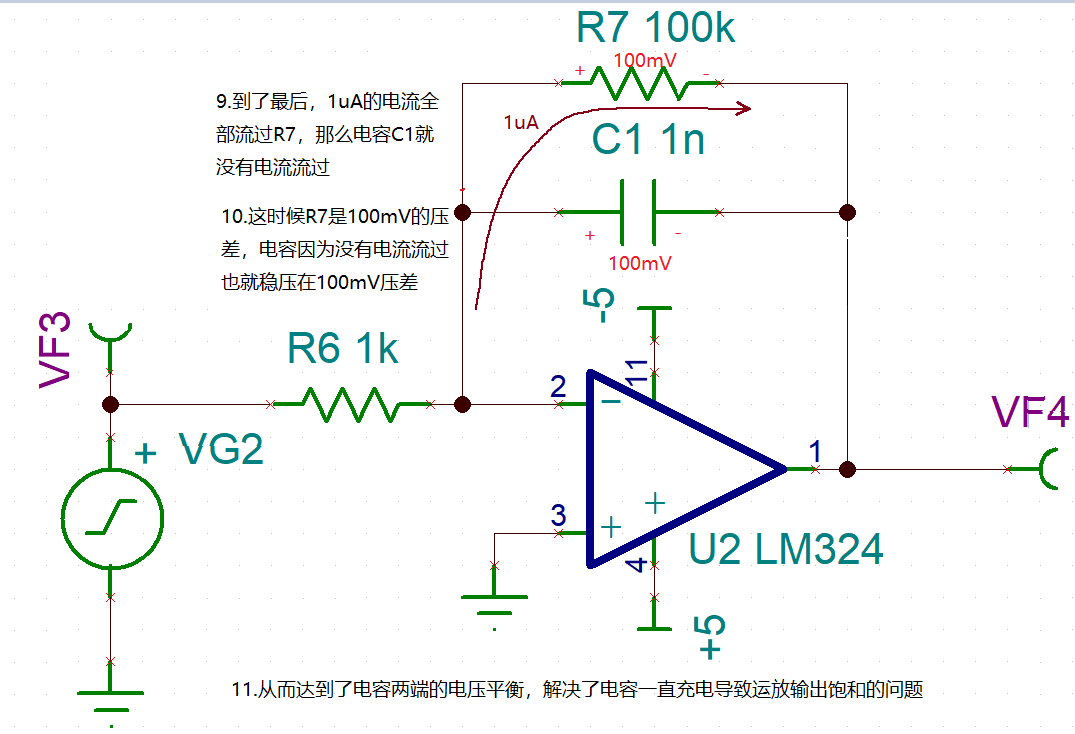 R7 100k
+ 100mV -
9.到了最后，1uA的电流全
部流过R7，那么电容C1就
没有电流流过
1uA
C1 1n
10.这时候R7是100mV的压
差，电容因为没有电流流过
也就稳压在100mV压差
+ -
100mV
-5
VF3
R6 1k
11
2
−
VF4
+ VG2
1
3
+
+
U2 LM324
4
+5
11.从而达到了电容两端的电压平衡，解决了电容一直充电导致运放输出饱和的问题